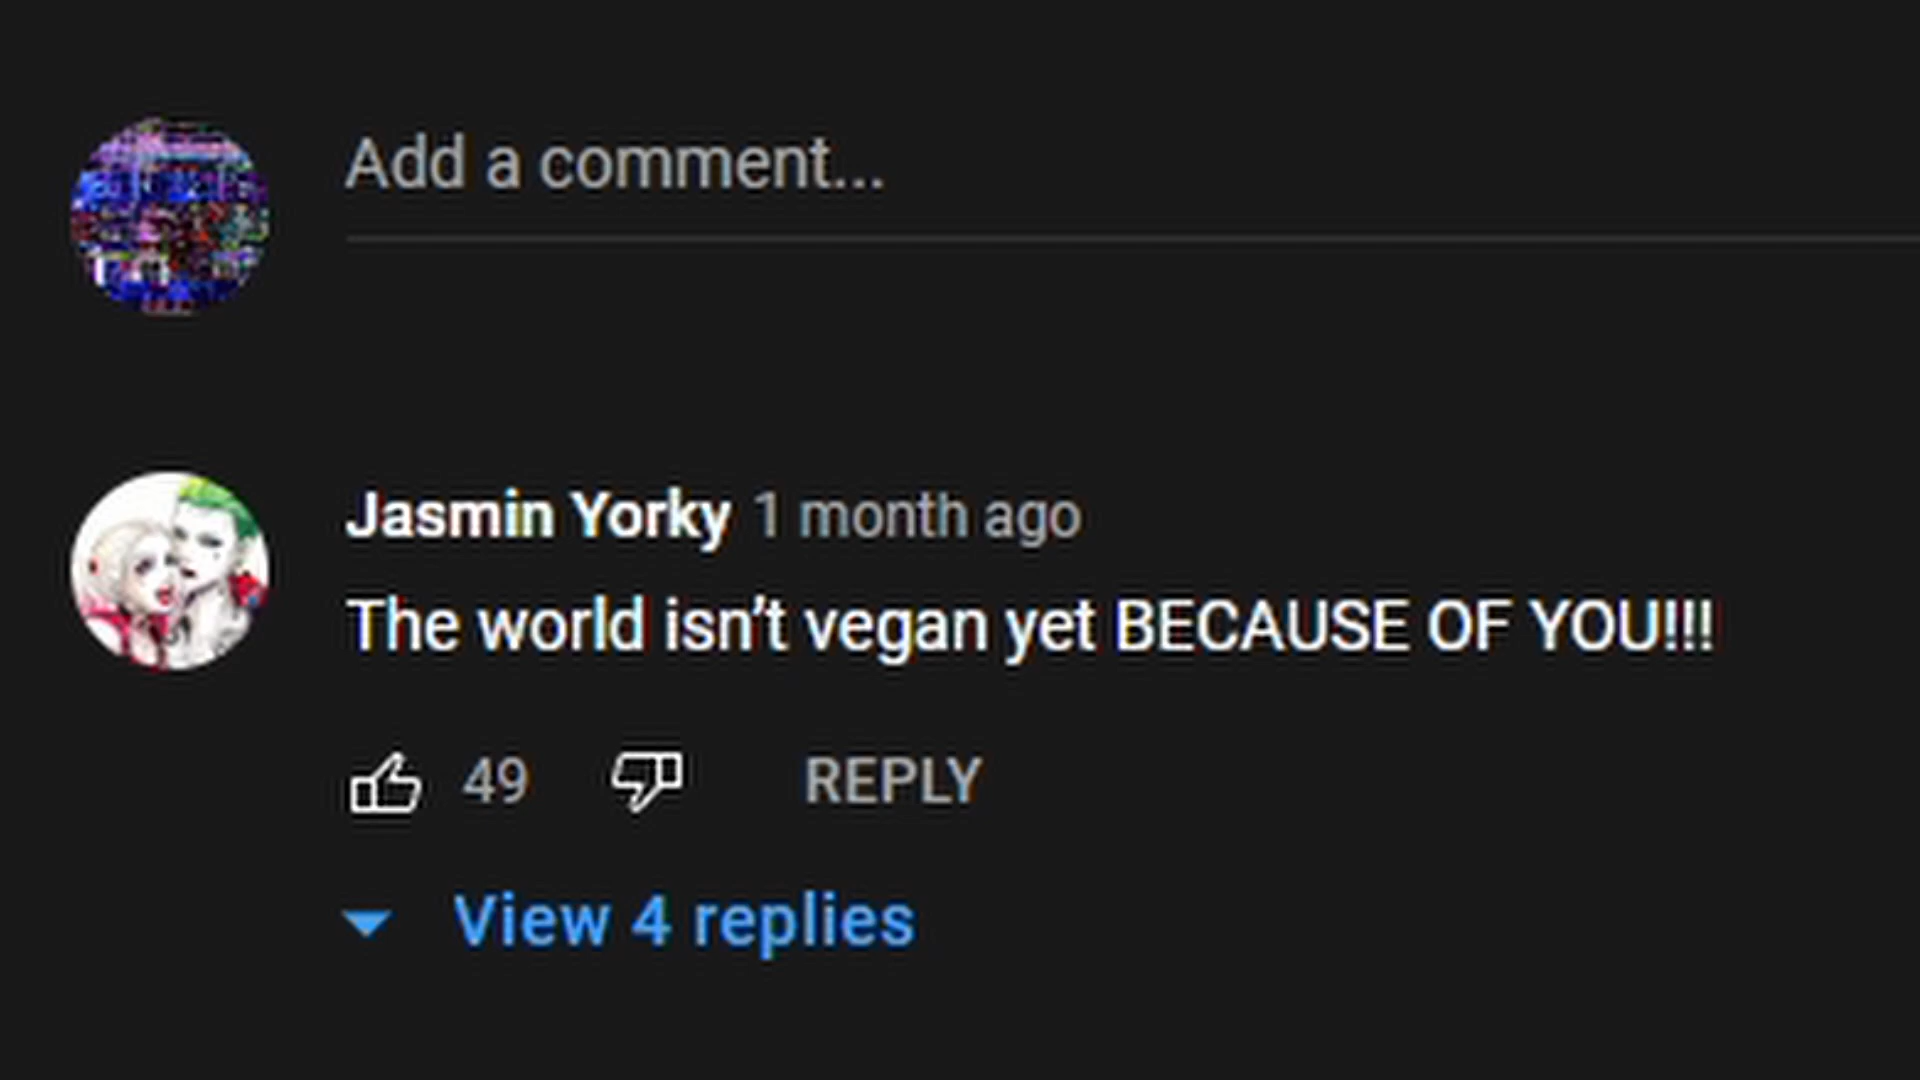 Add a comment...
Jasmin Yorky 1 month ago
The world isn’t vegan yet BECAUSE OF YOU!!!
49 REPLY
View 4 replies